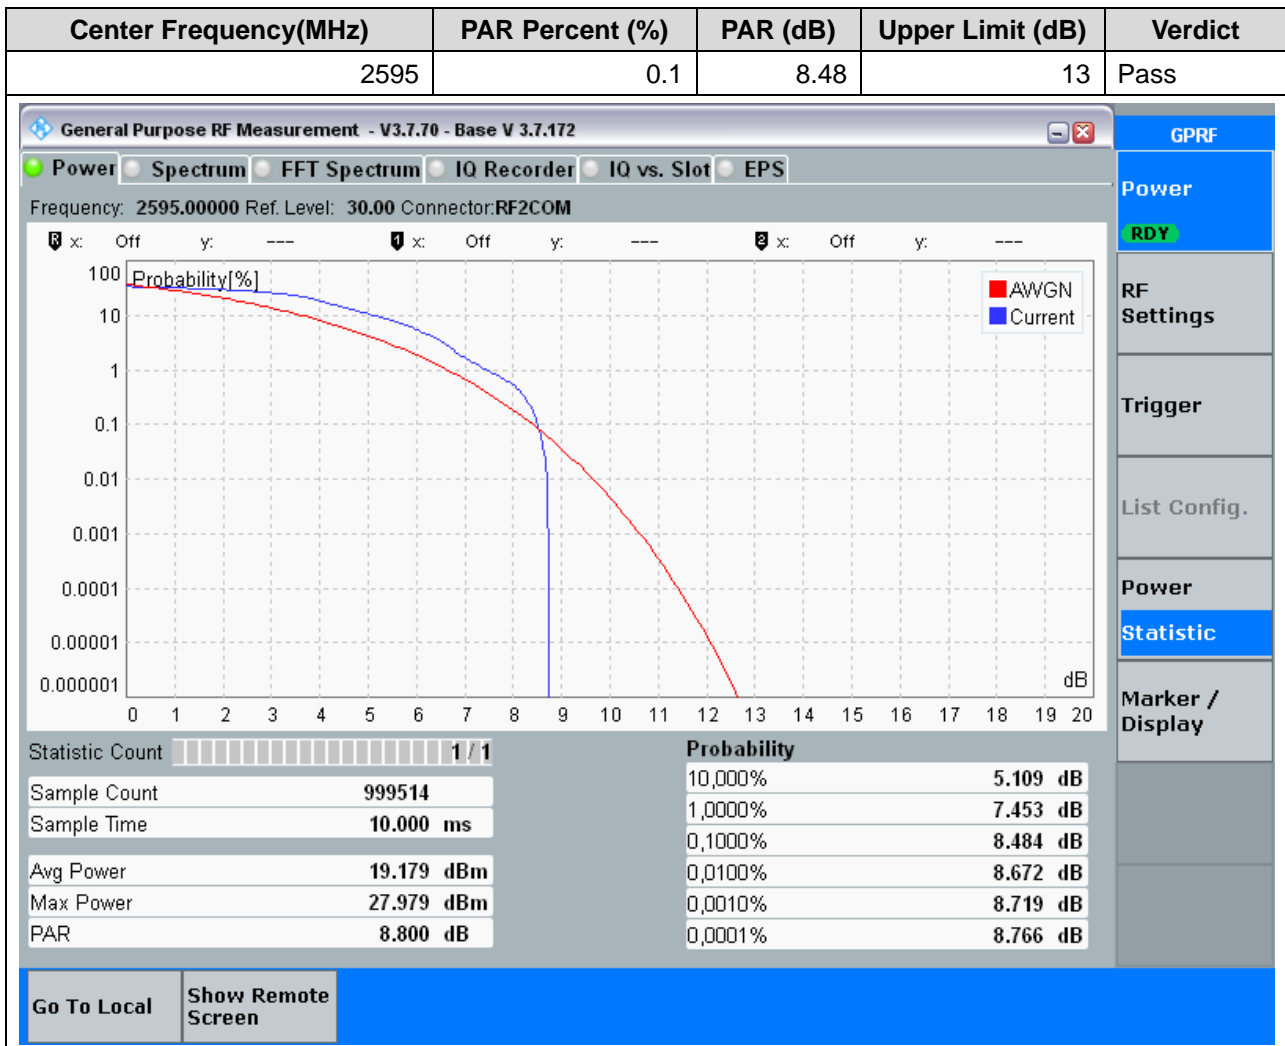 Center Frequency(MHz) PAR Percent (%) PAR (dB) Upper Limit (dB) Verdict
2595 0.1 8.48 13 Pass
General Purpose RF Measurement - V3.7.70 - Base V 3.7.172
GPRF
Power Spectrum FFT Spectrum IQ Recorder IQ vs. Slot EPS
Power
RDY
Frequency: 2595.00000 Ref. Level: 30.00 Connector:RF2COM
R x: Off y: --- 1 x: Off y: --- 2 x: Off y: ---
Probability[%]
AWGN
Current
100
10
1
0.1
0.01
0.001
0.0001
0.00001
0.000001
dB
0 1 2 3 4 5 6 7 8 9 10 11 12 13 14 15 16 17 18 19 20
RF
Settings
Trigger
List Config.
Power
Statistic
Marker /
Display
Statistic Count 1 / 1
Sample Count 999514
Sample Time 10.000 ms
Avg Power 19.179 dBm
Max Power 27.979 dBm
PAR 8.800 dB
Probability
10,000% 5.109 dB
1,0000% 7.453 dB
0,1000% 8.484 dB
0,0100% 8.672 dB
0,0010% 8.719 dB
0,0001% 8.766 dB
Go To Local
Show Remote
Screen